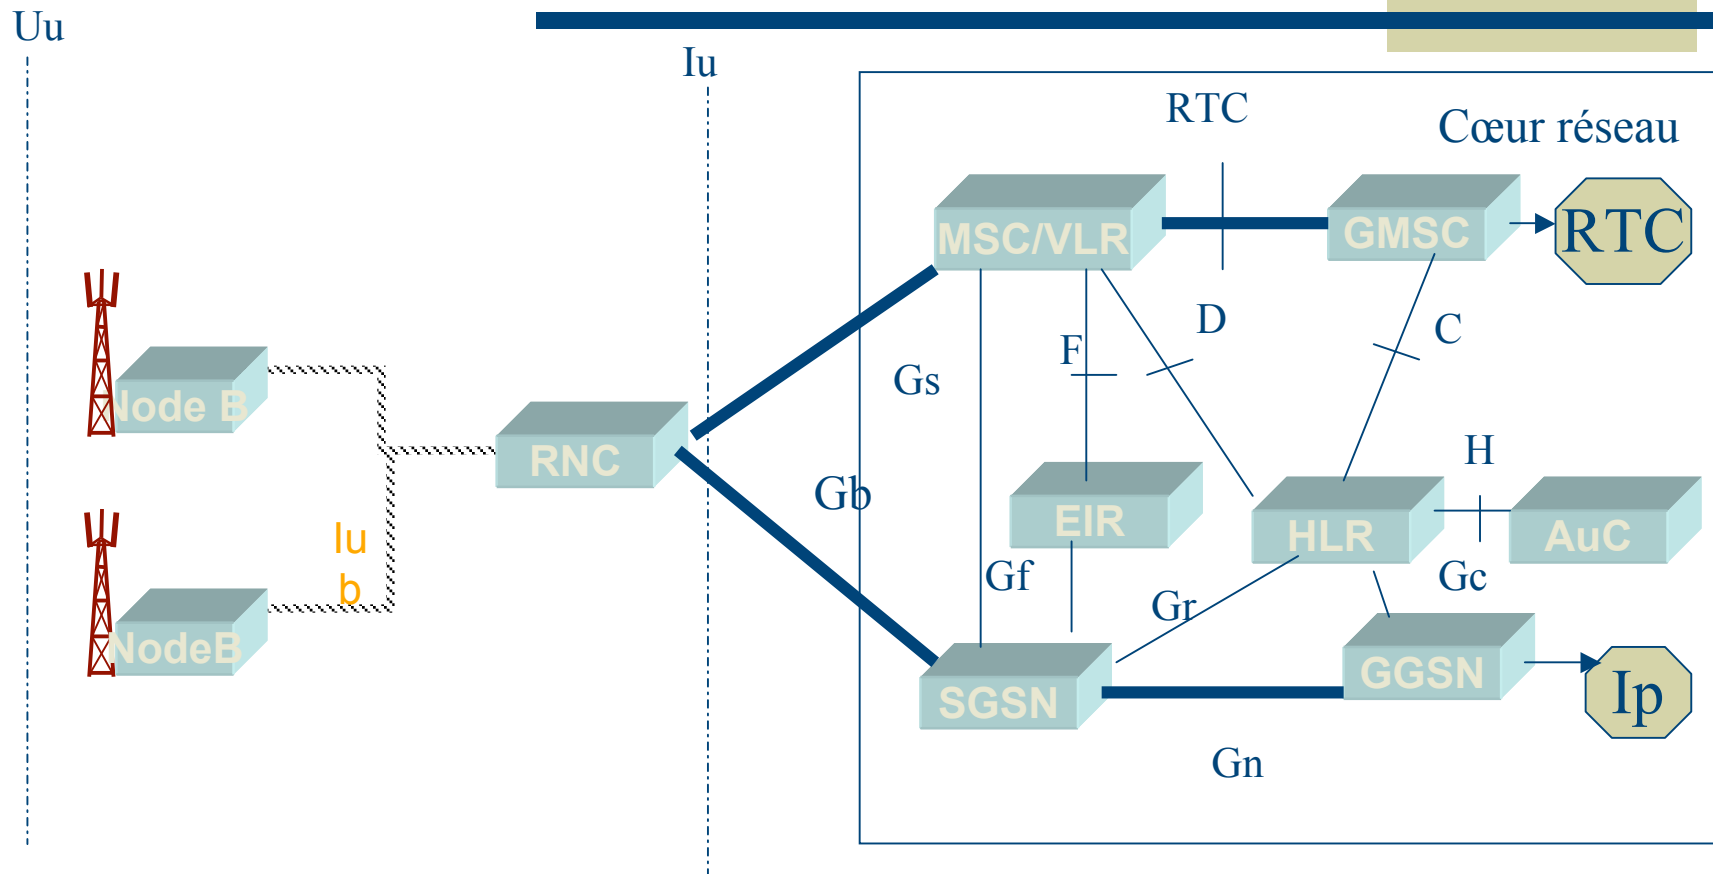 Uu
Iu
RTC
Cœur réseau
MSC/VLR
GMSC
RTC
D
C
F
Gs
Node B
RNC
H
Gb
EIR
HLR
AuC
Iu
b
Gf
Gc
Gr
NodeB
GGSN
SGSN
Ip
Gn